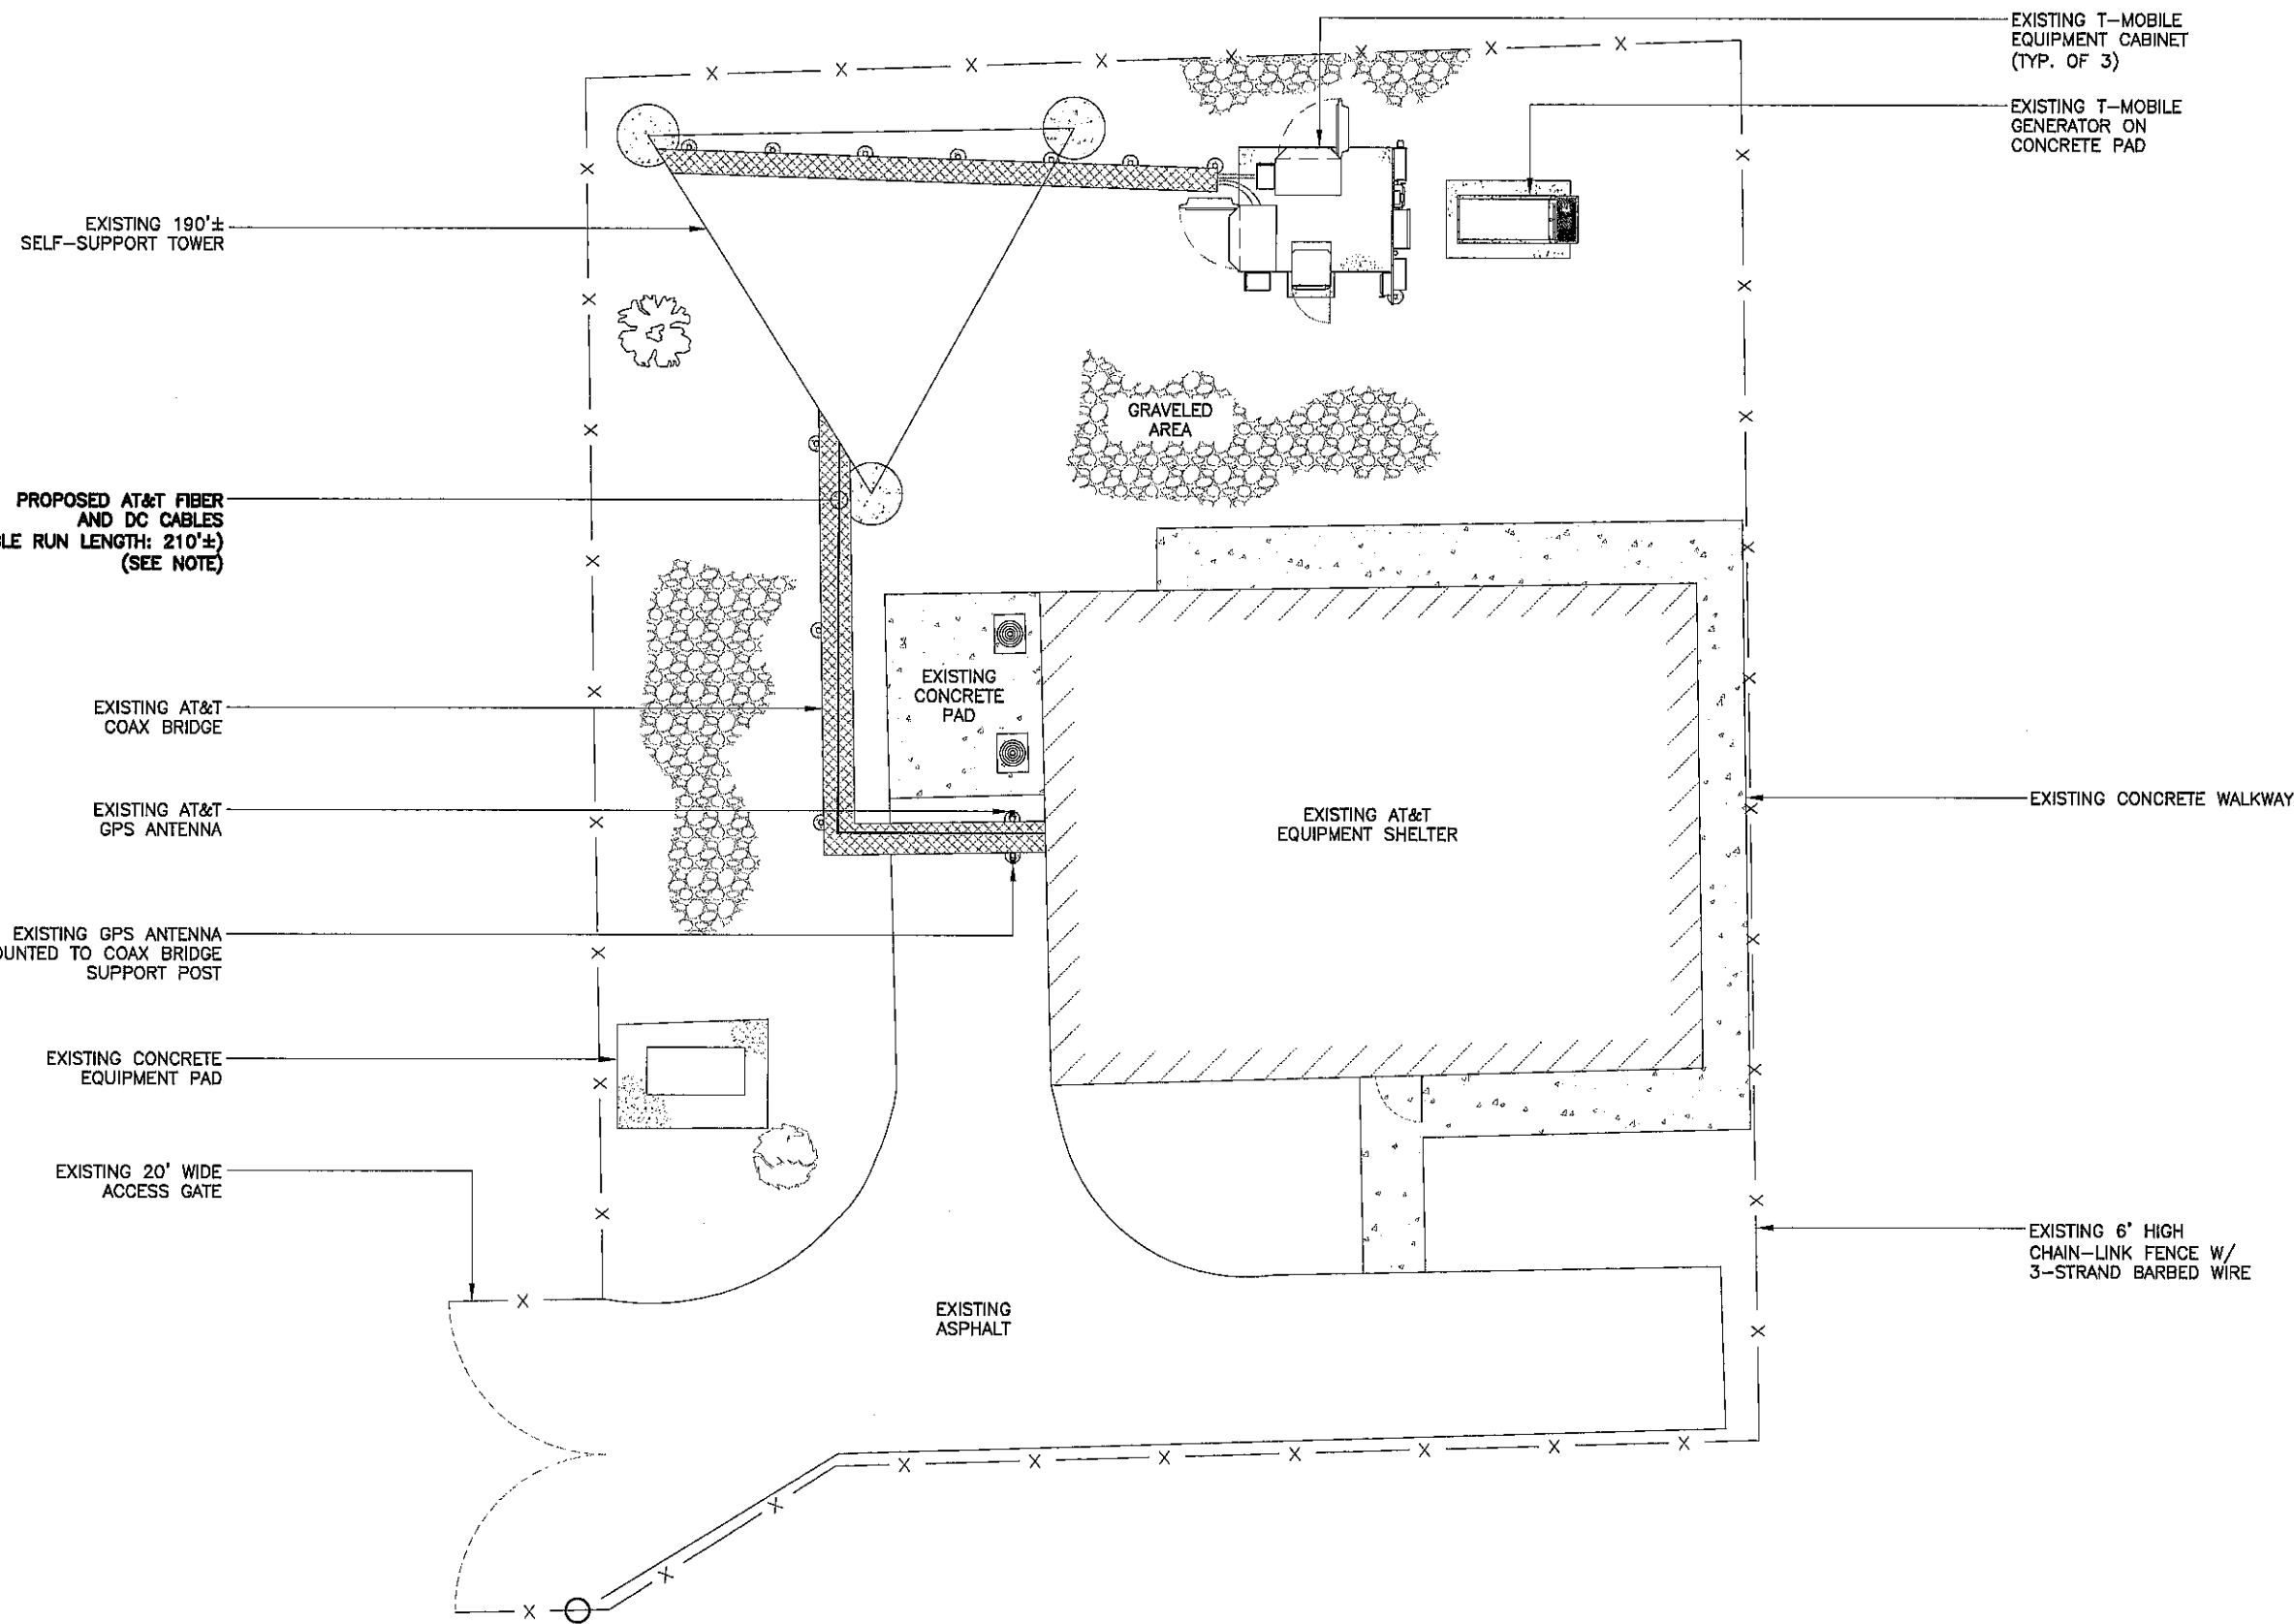 EXISTING T-MOBILE
EQUIPMENT CABINET
(TYP. OF 3)
EXISTING T-MOBILE
GENERATOR ON
CONCRETE PAD
EXISTING 190'±
SELF-SUPPORT TOWER
GRAVELED
AREA
PROPOSED AT&T FIBER
AND DC CABLES
RUN LENGTH: 210'±)
(SEE NOTE)
EXISTING
CONCRETE
PAD
EXISTING AT&T
COAX BRIDGE
EXISTING AT&T
GPS ANTENNA
EXISTING AT&T
EQUIPMENT SHELTER
EXISTING CONCRETE WALKWAY
EXISTING GPS ANTENNA
TO COAX BRIDGE
SUPPORT POST
EXISTING CONCRETE
EQUIPMENT PAD
EXISTING 20' WIDE
ACCESS GATE
EXISTING 6' HIGH
CHAIN-LINK FENCE W/
3-STRAND BARBED WIRE
EXISTING
ASPHALT